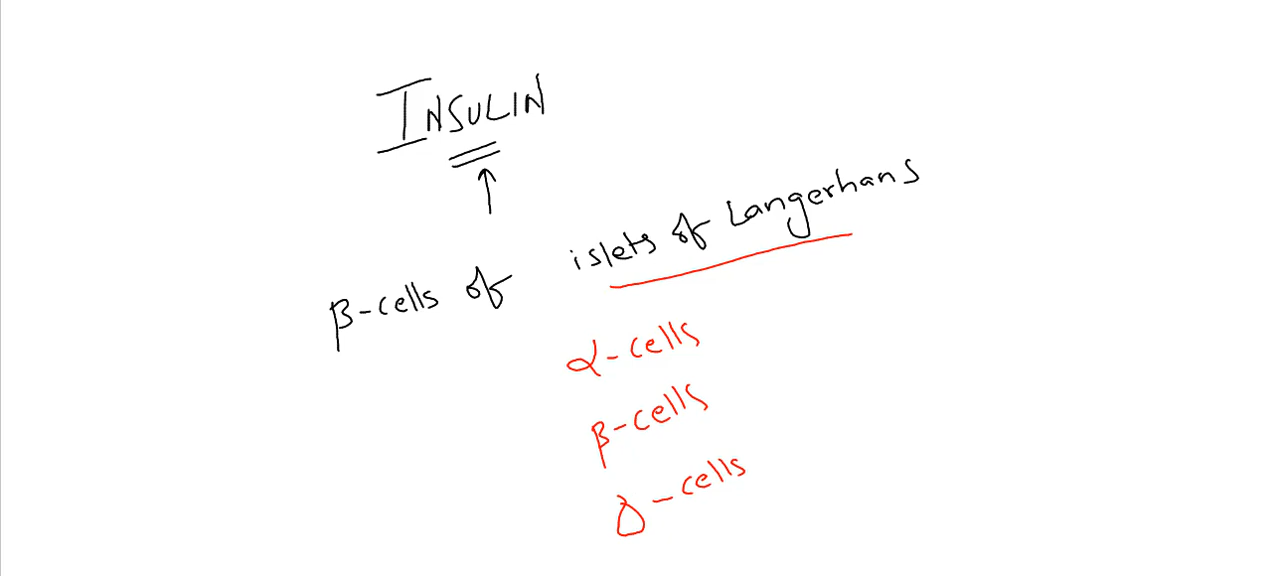 INSULIN
β-cells of islets of Langerhans
α-cells
β-cells
δ-cells